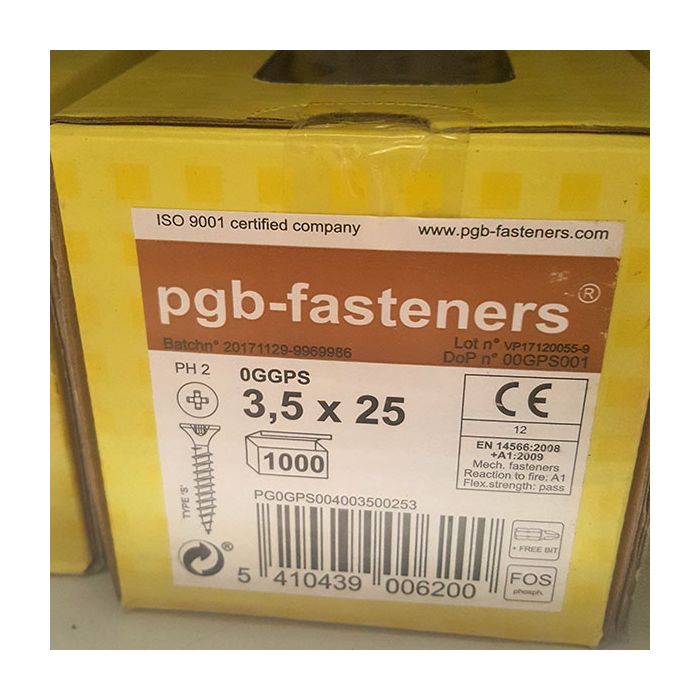 ISO 9001 certified company
www.pgb-fasteners.com
pgb-fasteners®
Batchn° 20171129-9969986
Lot n° VP17120055-9
DoP n° 00GPS001
PH 2
0GGPS
3,5 x 25
1000
TYPE 'S'
CE
12
EN 14566:2008
+A1:2009
Mech. fasteners
Reaction to fire: A1
Flex.strength: pass
PG0GPS004003500253
®
5 410439 006200
+ FREE BIT
FOS
phosph.